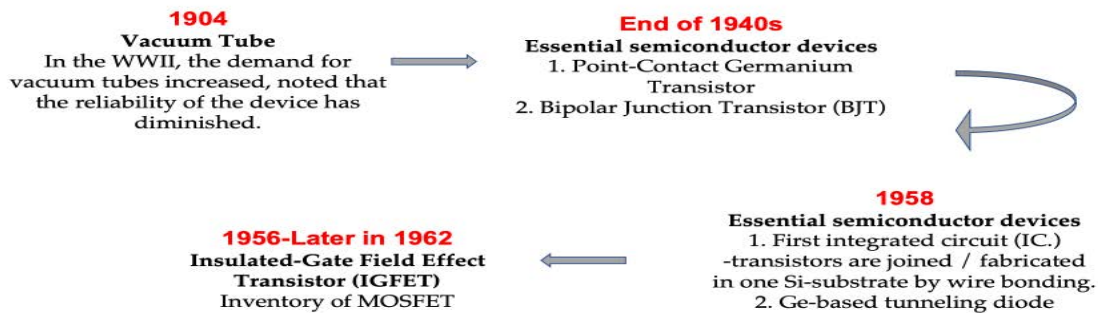 1904
Vacuum Tube
In the WWII, the demand for
vacuum tubes increased, noted that
the reliability of the device has
diminished.
End of 1940s
Essential semiconductor devices
1. Point-Contact Germanium
Transistor
2. Bipolar Junction Transistor (BJT)
1958
Essential semiconductor devices
1. First integrated circuit (IC.)
-transistors are joined / fabricated
in one Si-substrate by wire bonding.
2. Ge-based tunneling diode
1956-Later in 1962
Insulated-Gate Field Effect
Transistor (IGFET)
Inventory of MOSFET